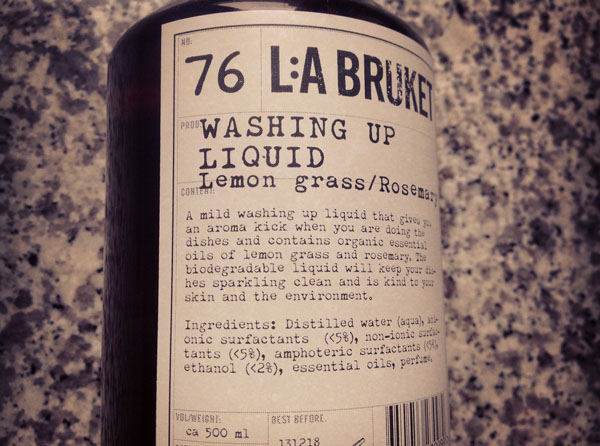 NO:
76 L:A BRUKET
PROD
WASHING UP
LIQUID
Lemon grass/Rosemary
CONTENT:
A mild washing up liquid that gives you
an aroma kick when you are doing the
dishes and contains organic essential
oils of lemon grass and rosemary. The
biodegradable liquid will keep your dis-
hes sparkling clean and is kind to your
skin and the environment.
Ingredients: Distilled water (aqua), ani-
onic surfactants (<5%), non-ionic surfac-
tants (<5%), amphoteric surfactants (<5%),
ethanol (<2%), essential oils, perfume.
VOL/WEIGHT: BEST BEFORE:
ca 500 ml 131218